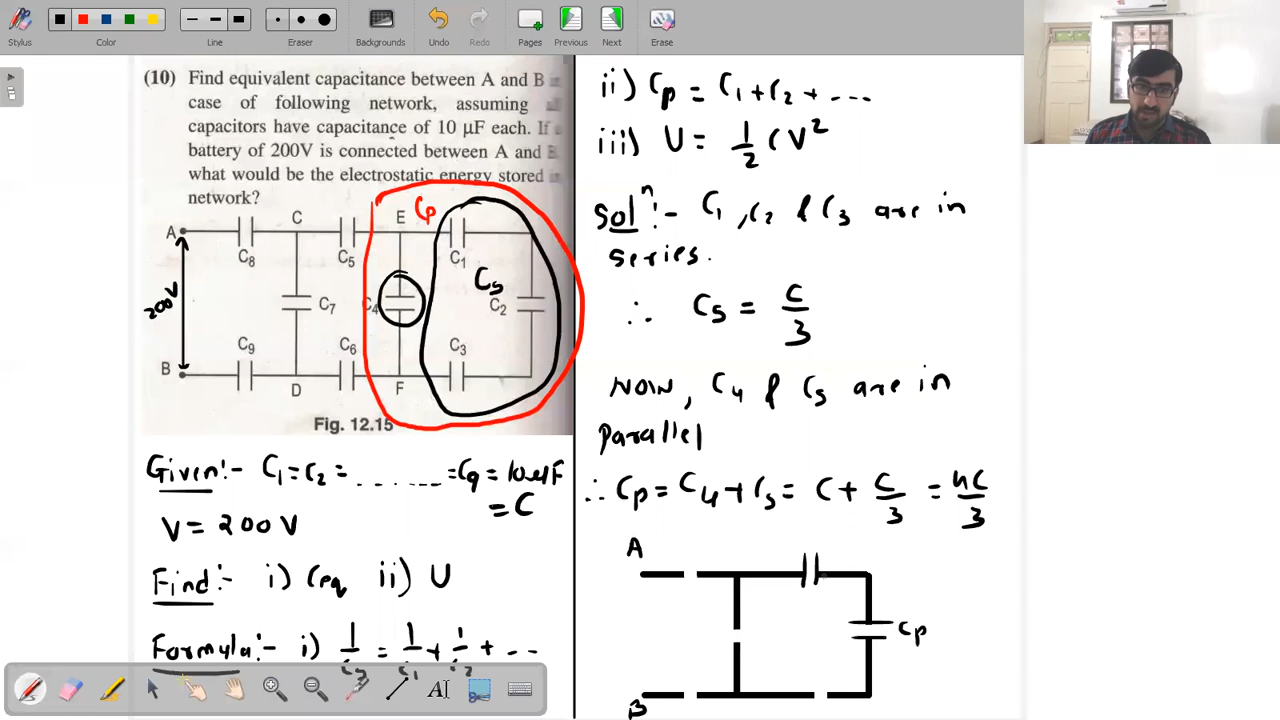 Stylus
Color
Line
Eraser
Backgrounds
Undo
Redo
Pages
Previous
Next
Erase
(10) Find equivalent capacitance between A and B
case of following network, assuming
capacitors have capacitance of 10 μF each. If
battery of 200V is connected between A and B
what would be the electrostatic energy stored
network?
A
C
E
Cp
C8
C5
C1
200V
C7
C4
Cs
C2
B
C9
C6
C3
D
F
Fig. 12.15
Given:- C1=C2= ........ =C9= 10μF
= C
V= 200 V
Find:- i) Ceq ii) U
Formula:- i) 1/Cs = 1/C1 + 1/C2 + ...
ii) Cp = C1+C2+ ...
iii) U = 1/2 CV²
Solⁿ:- C1, C2 & C3 are in
series.
∴ Cs = C/3
NOW, C4 & Cs are in
parallel
∴ Cp = C4+Cs = C + C/3 = 4C/3
A
Cp
B